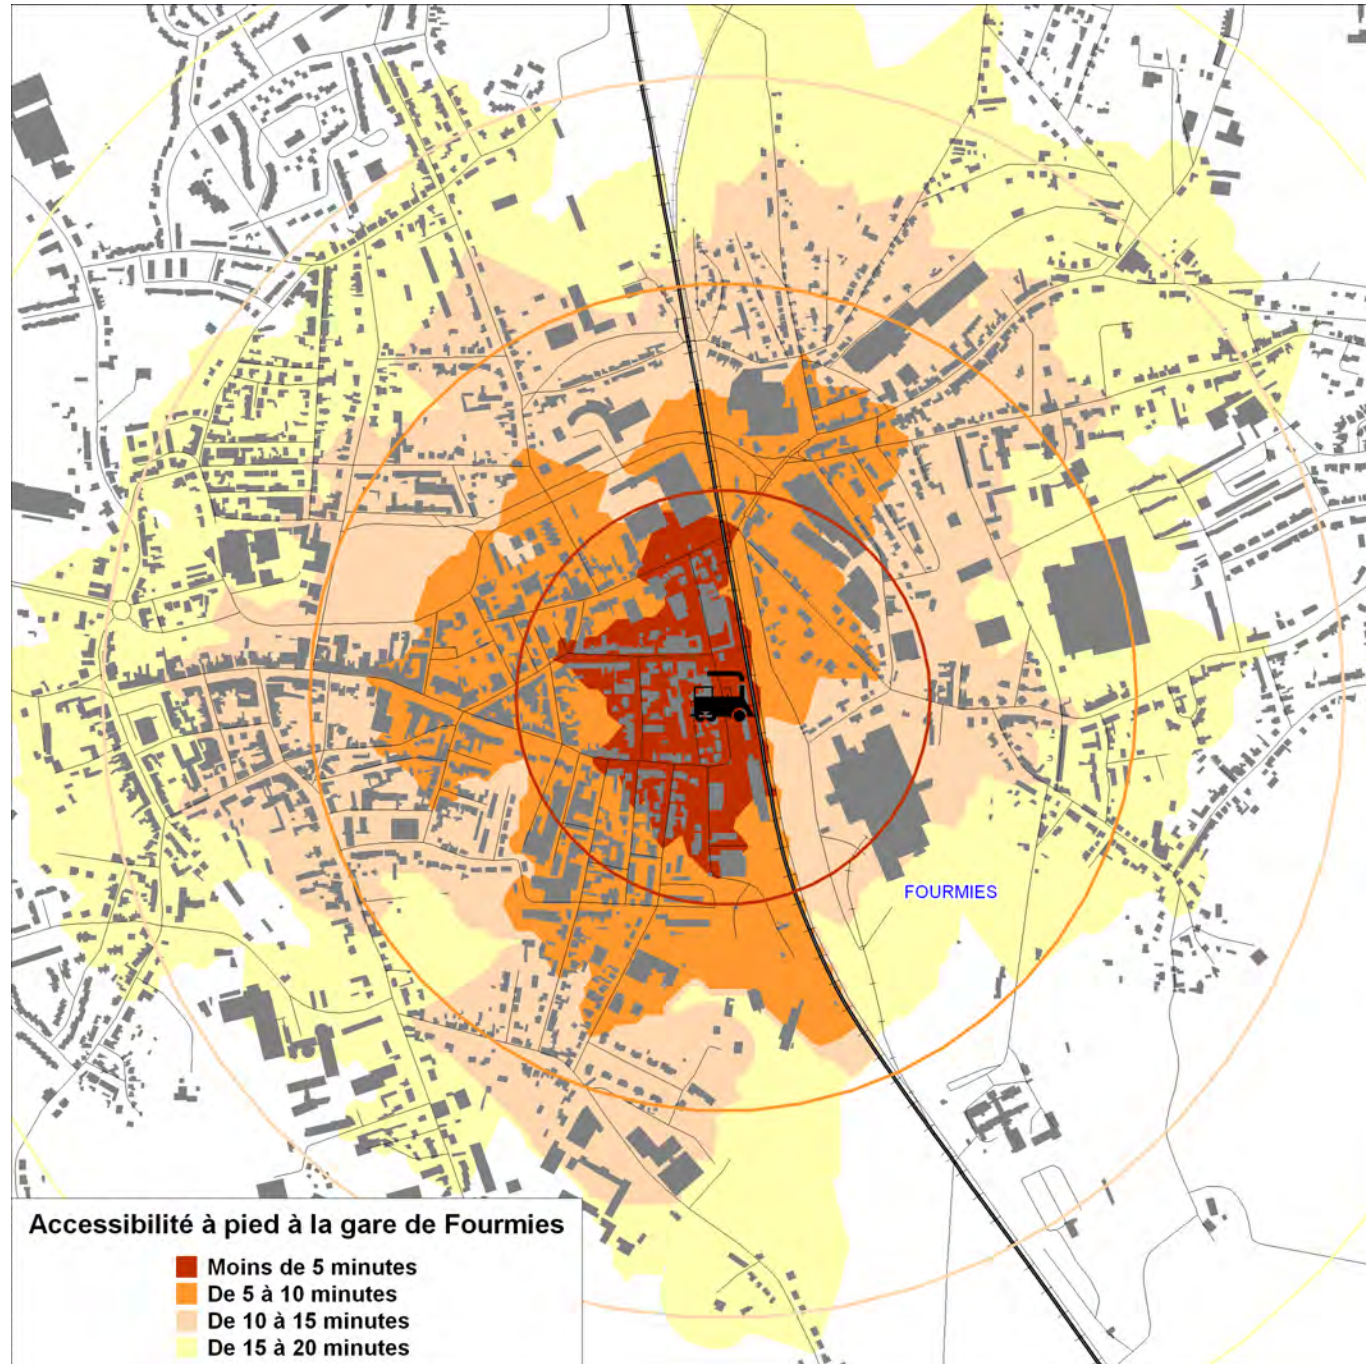 FOURMIES
Accessibilité à pied à la gare de Fourmies
Moins de 5 minutes
De 5 à 10 minutes
De 10 à 15 minutes
De 15 à 20 minutes